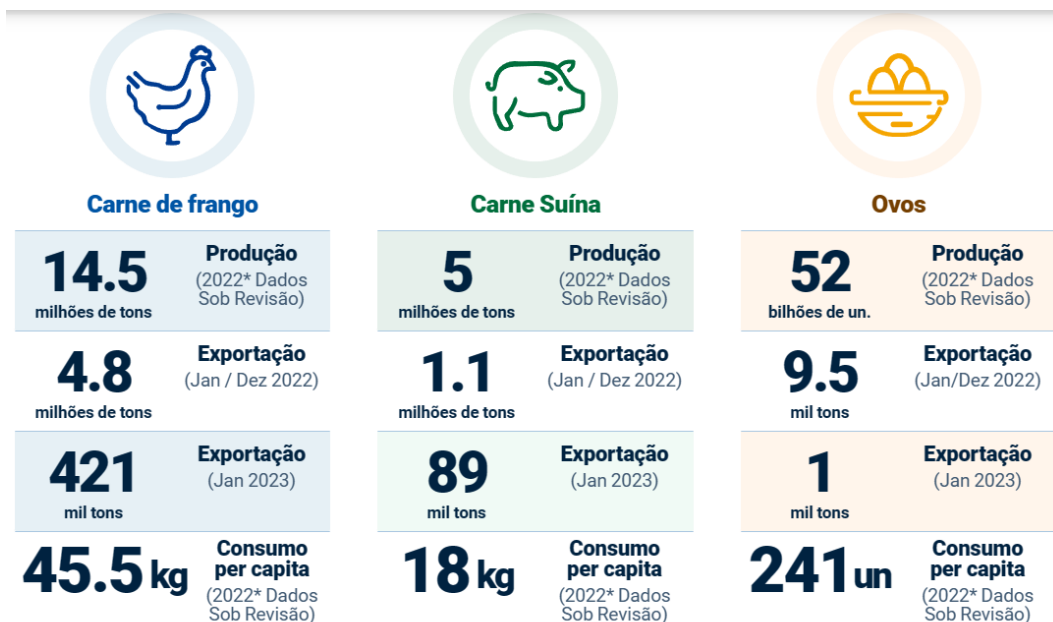 Carne de frango
14.5
milhões de tons
Produção
(2022* Dados
Sob Revisão)
4.8
milhões de tons
Exportação
(Jan / Dez 2022)
421
mil tons
Exportação
(Jan 2023)
45.5 kg
Consumo
per capita
(2022* Dados
Sob Revisão)
Carne Suína
5
milhões de tons
Produção
(2022* Dados
Sob Revisão)
1.1
milhões de tons
Exportação
(Jan / Dez 2022)
89
mil tons
Exportação
(Jan 2023)
18 kg
Consumo
per capita
(2022* Dados
Sob Revisão)
Ovos
52
bilhões de un.
Produção
(2022* Dados
Sob Revisão)
9.5
mil tons
Exportação
(Jan/Dez 2022)
1
mil tons
Exportação
(Jan 2023)
241 un
Consumo
per capita
(2022* Dados
Sob Revisão)